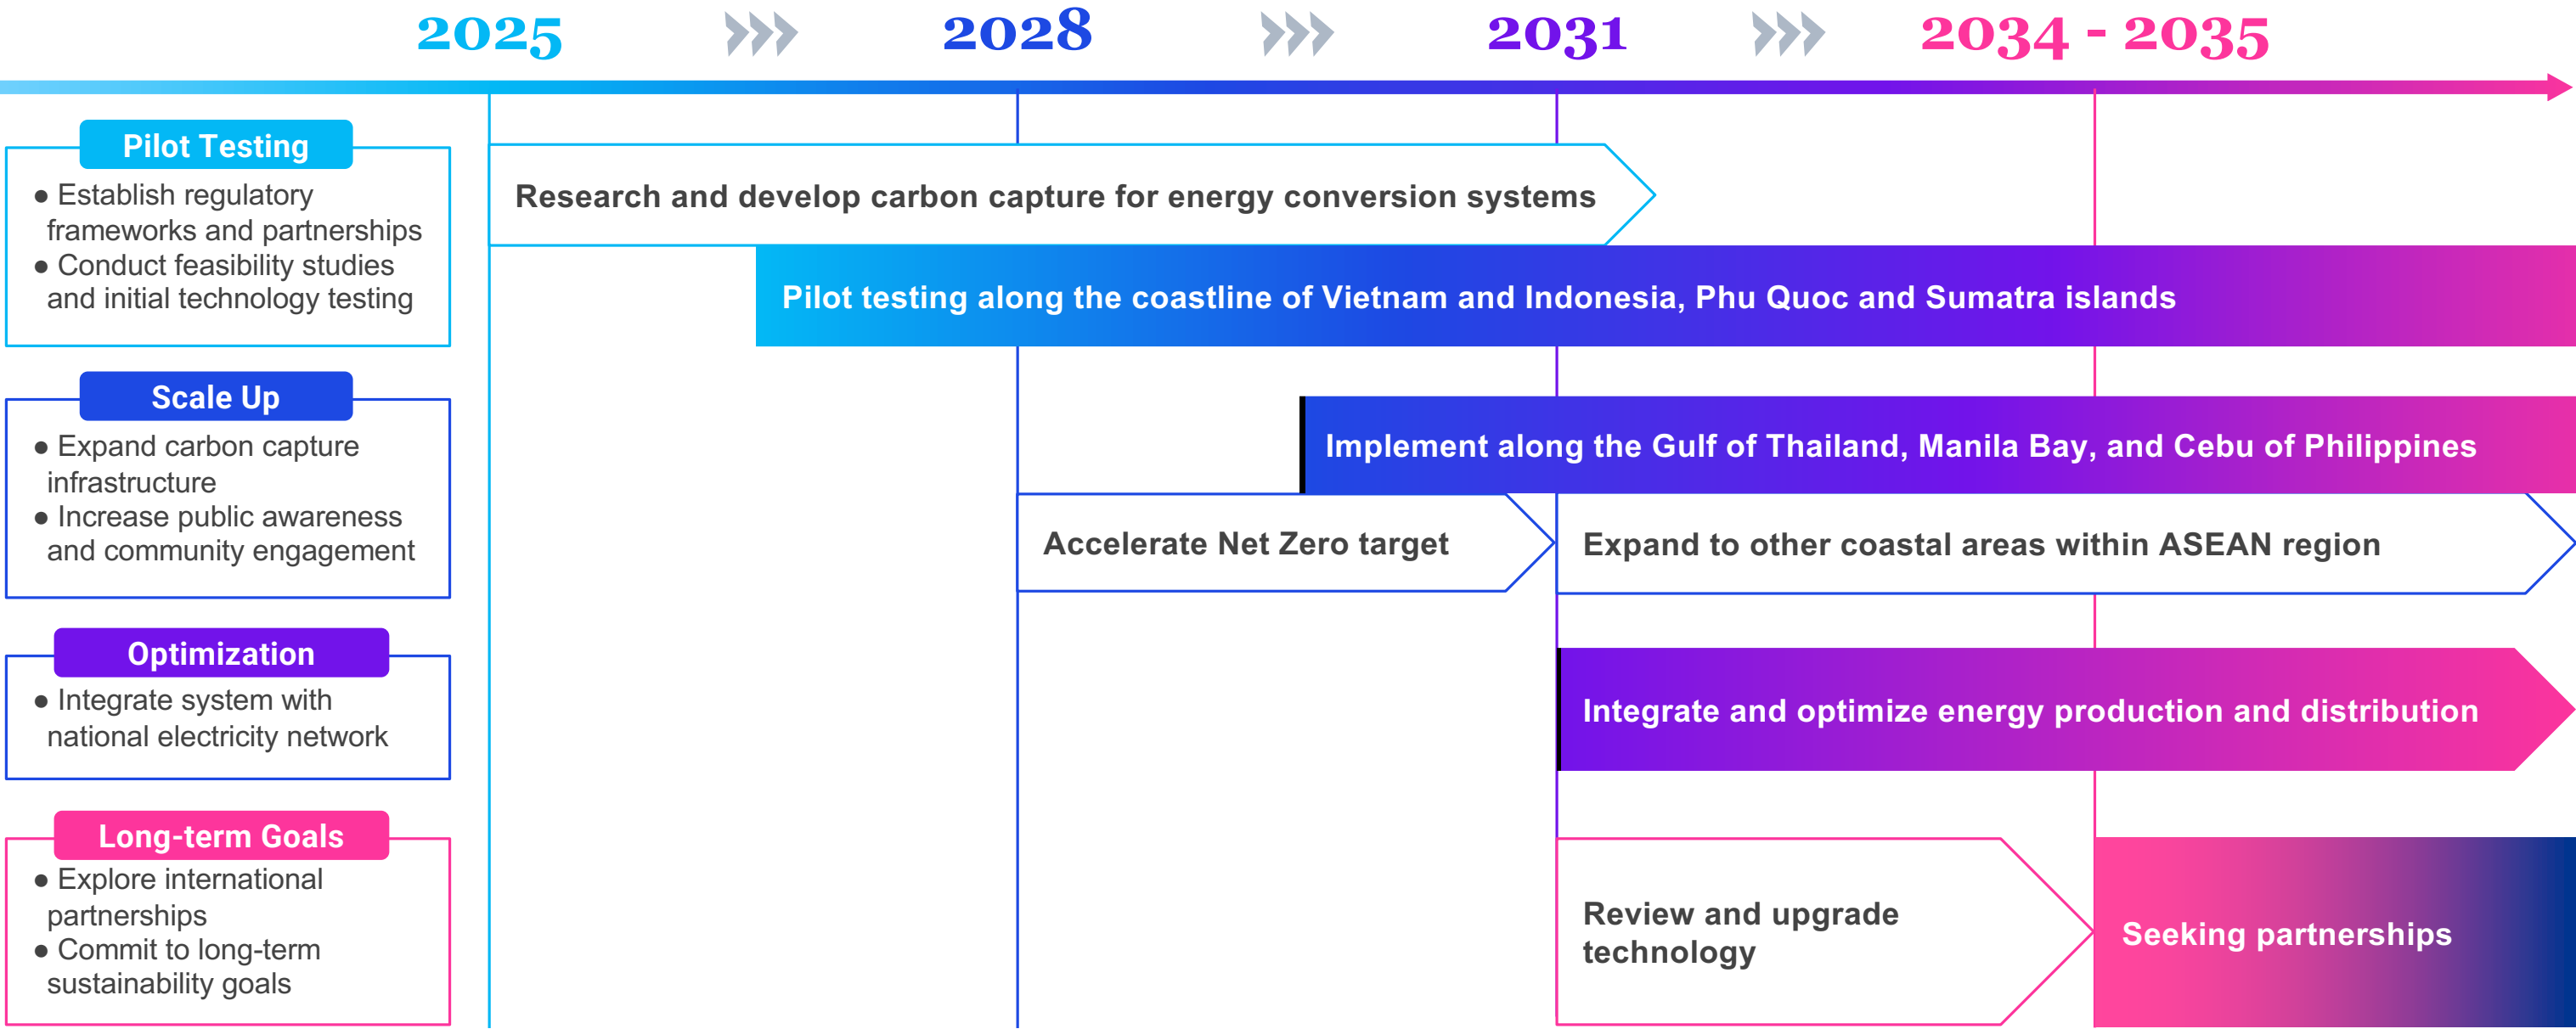 2025
2028
2031
2034 - 2035
Pilot Testing
● Establish regulatory
frameworks and partnerships
● Conduct feasibility studies
and initial technology testing
Research and develop carbon capture for energy conversion systems
Pilot testing along the coastline of Vietnam and Indonesia, Phu Quoc and Sumatra islands
Scale Up
● Expand carbon capture
infrastructure
● Increase public awareness
and community engagement
Implement along the Gulf of Thailand, Manila Bay, and Cebu of Philippines
Accelerate Net Zero target
Expand to other coastal areas within ASEAN region
Optimization
● Integrate system with
national electricity network
Integrate and optimize energy production and distribution
Long-term Goals
● Explore international
partnerships
● Commit to long-term
sustainability goals
Review and upgrade
technology
Seeking partnerships